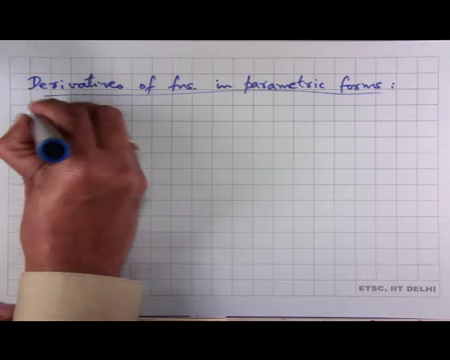 Derivatives of fns. in parametric forms :
ETSC, IIT DELHI